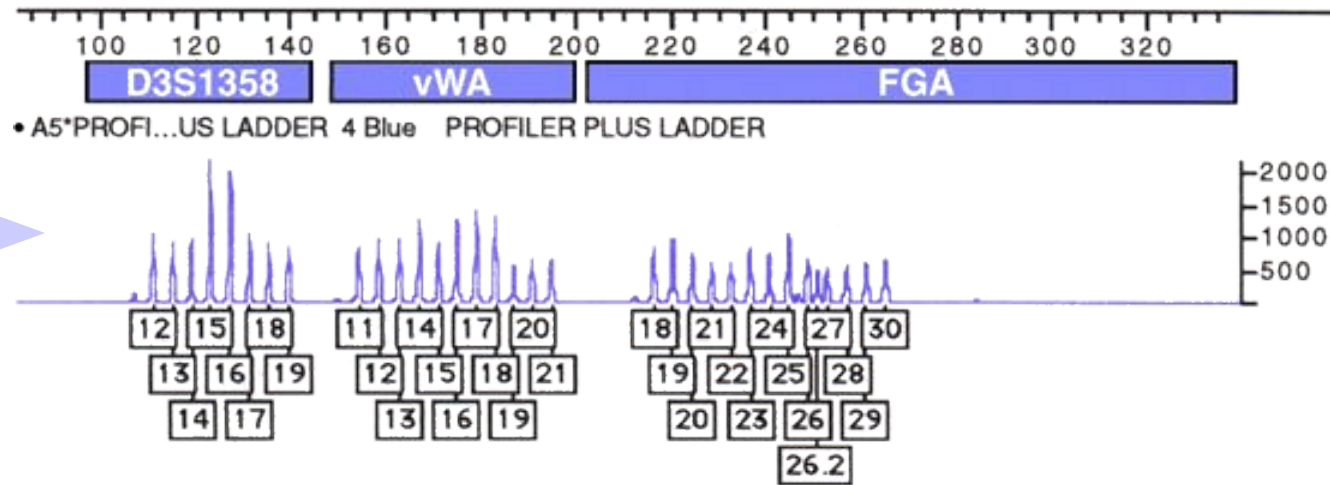 100 120 140 160 180 200 220 240 260 280 300 320
D3S1358 vWA FGA
• A5*PROFI...US LADDER 4 Blue PROFILER PLUS LADDER
2000
1500
1000
500
12 15 18 11 14 17 20 18 21 24 27 30
13 16 19 12 15 18 21 19 22 25 28
14 17 13 16 19 20 23 26 29
26.2